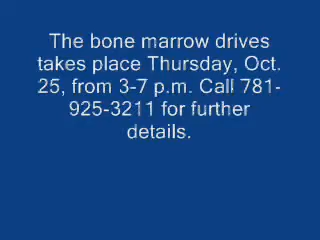 The bone marrow drives
takes place Thursday, Oct.
25, from 3-7 p.m. Call 781-
925-3211 for further
details.